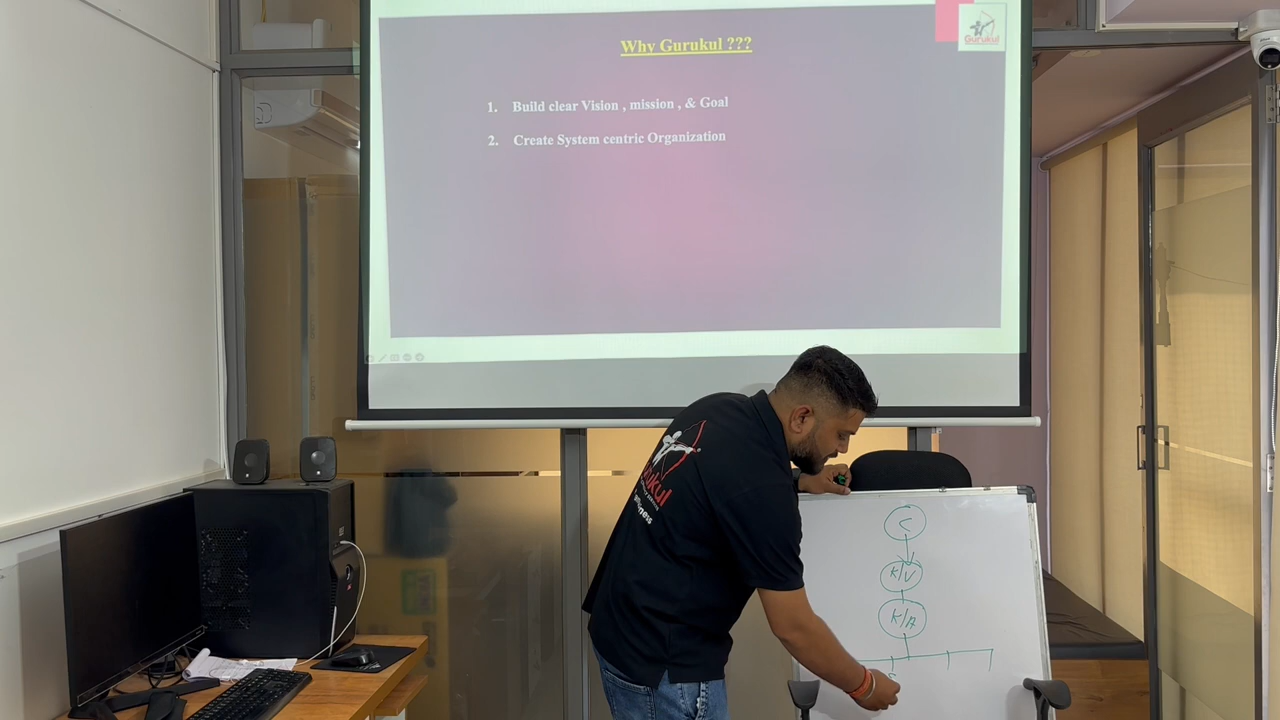 Why Gurukul ???
Gurukul
1. Build clear Vision , mission , & Goal
2. Create System centric Organization
C
K/V
K/A